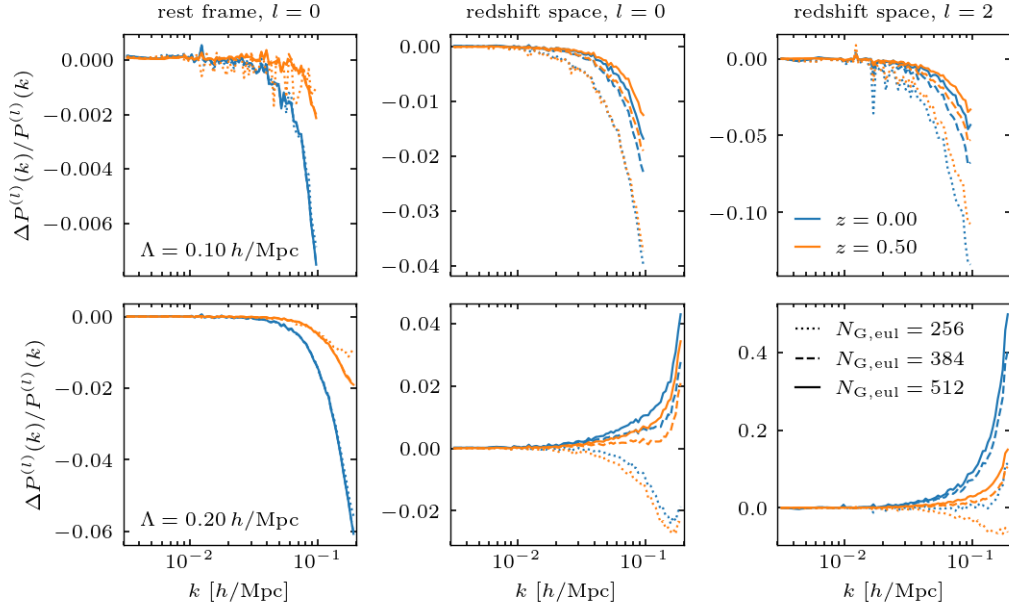 rest frame, l = 0
redshift space, l = 0
redshift space, l = 2
ΔP^(l)(k)/P^(l)(k)
0.000
−0.002
−0.004
−0.006
Λ = 0.10 h/Mpc
0.00
−0.01
−0.02
−0.03
−0.04
0.00
−0.05
−0.10
z = 0.00
z = 0.50
ΔP^(l)(k)/P^(l)(k)
0.00
−0.02
−0.04
−0.06
Λ = 0.20 h/Mpc
0.04
0.02
0.00
−0.02
0.4
0.2
0.0
N_G,eul = 256
N_G,eul = 384
N_G,eul = 512
10^−2
10^−1
10^−2
10^−1
10^−2
10^−1
k [h/Mpc]
k [h/Mpc]
k [h/Mpc]